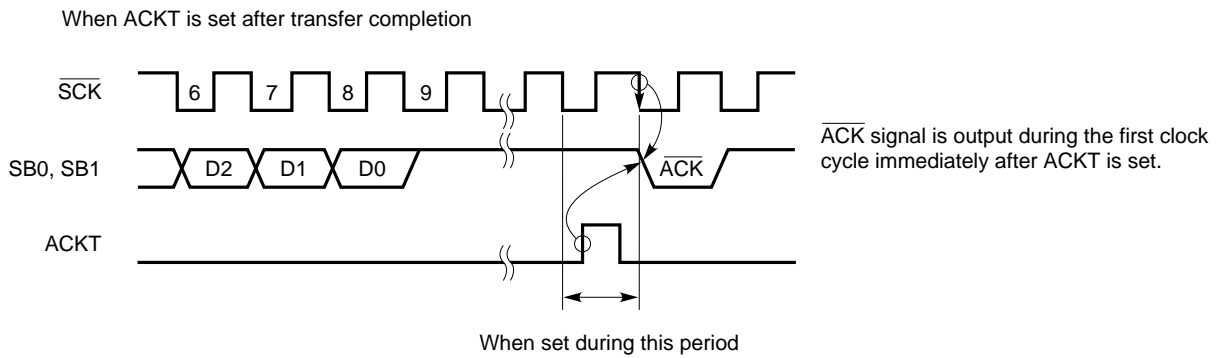 When ACKT is set after transfer completion
SCK
6 7 8 9
SB0, SB1
D2 D1 D0 ACK
ACK signal is output during the first clock
cycle immediately after ACKT is set.
ACKT
When set during this period